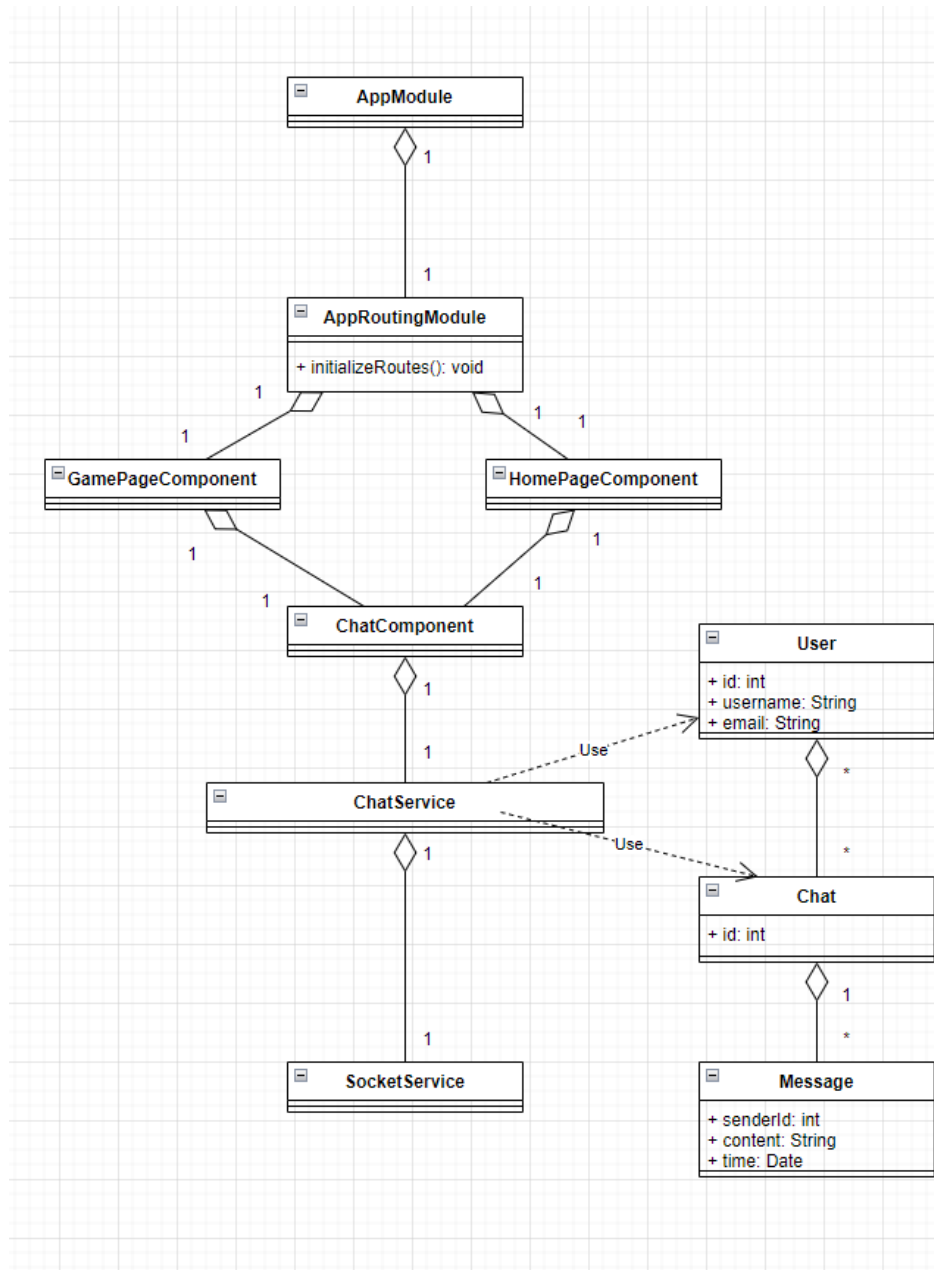 AppModule
1
1
AppRoutingModule
+ initializeRoutes(): void
1
1
1
1
GamePageComponent
HomePageComponent
1
1
1
1
ChatComponent
1
1
User
+ id: int
+ username: String
+ email: String
Use
ChatService
Use
1
*
*
Chat
+ id: int
1
*
1
SocketService
Message
+ senderId: int
+ content: String
+ time: Date